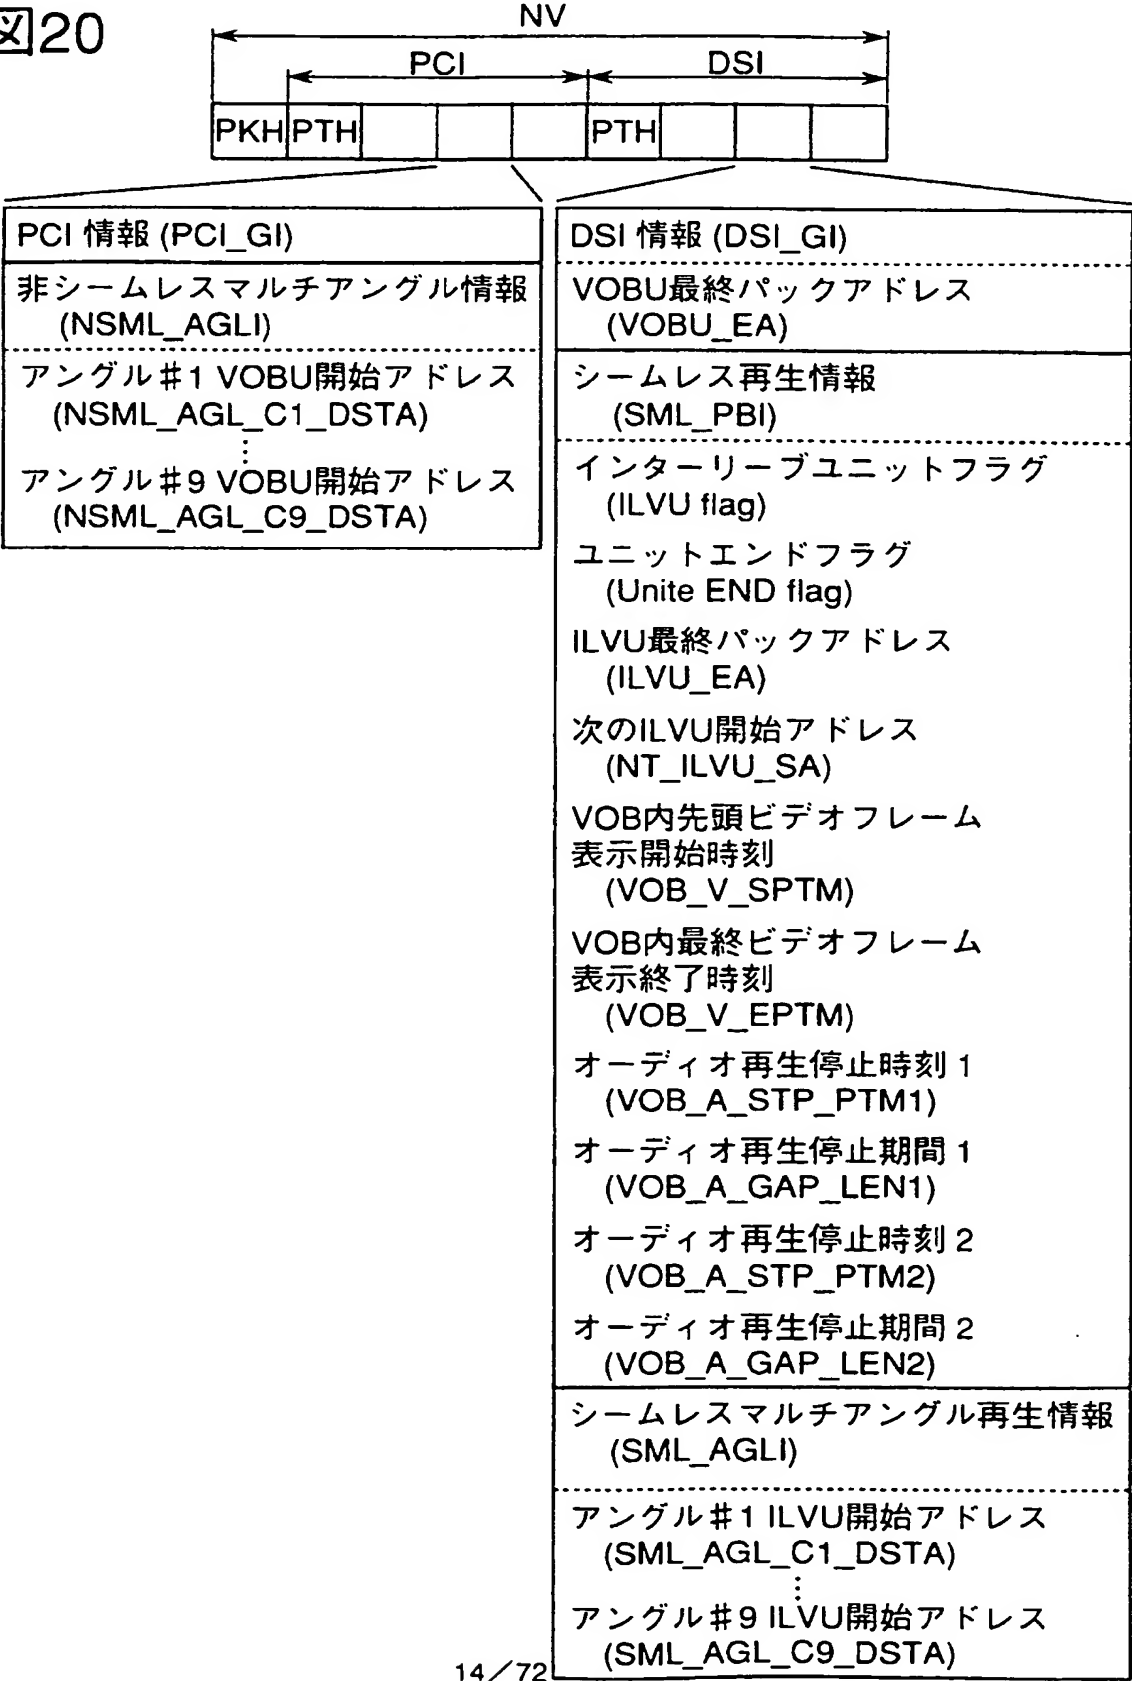 図20
NV
PCI
DSI
PKH
PTH
PTH
PCI 情報 (PCI_GI)
非シームレスマルチアングル情報
(NSML_AGLI)
アングル♯1 VOBU開始アドレス
(NSML_AGL_C1_DSTA)
⋮
アングル♯9 VOBU開始アドレス
(NSML_AGL_C9_DSTA)
DSI 情報 (DSI_GI)
VOBU最終パックアドレス
(VOBU_EA)
シームレス再生情報
(SML_PBI)
インターリーブユニットフラグ
(ILVU flag)
ユニットエンドフラグ
(Unite END flag)
ILVU最終パックアドレス
(ILVU_EA)
次のILVU開始アドレス
(NT_ILVU_SA)
VOB内先頭ビデオフレーム
表示開始時刻
(VOB_V_SPTM)
VOB内最終ビデオフレーム
表示終了時刻
(VOB_V_EPTM)
オーディオ再生停止時刻 1
(VOB_A_STP_PTM1)
オーディオ再生停止期間 1
(VOB_A_GAP_LEN1)
オーディオ再生停止時刻 2
(VOB_A_STP_PTM2)
オーディオ再生停止期間 2
(VOB_A_GAP_LEN2)
シームレスマルチアングル再生情報
(SML_AGLI)
アングル♯1 ILVU開始アドレス
(SML_AGL_C1_DSTA)
⋮
アングル♯9 ILVU開始アドレス
(SML_AGL_C9_DSTA)
14／72